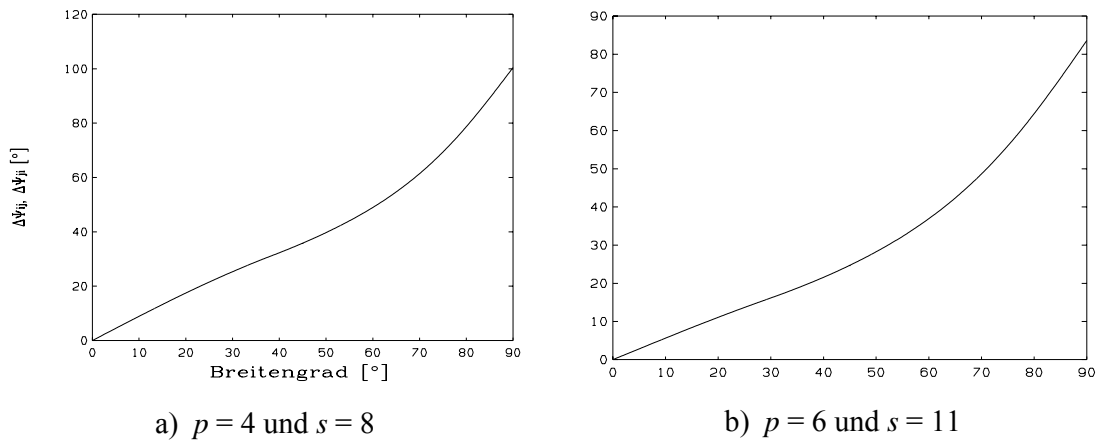 120
100
80
60
40
20
0
ΔΨij, ΔΨji [°]
0 10 20 30 40 50 60 70 80 90
Breitengrad [°]
a) p = 4 und s = 8
90
80
70
60
50
40
30
20
10
0
0 10 20 30 40 50 60 70 80 90
b) p = 6 und s = 11